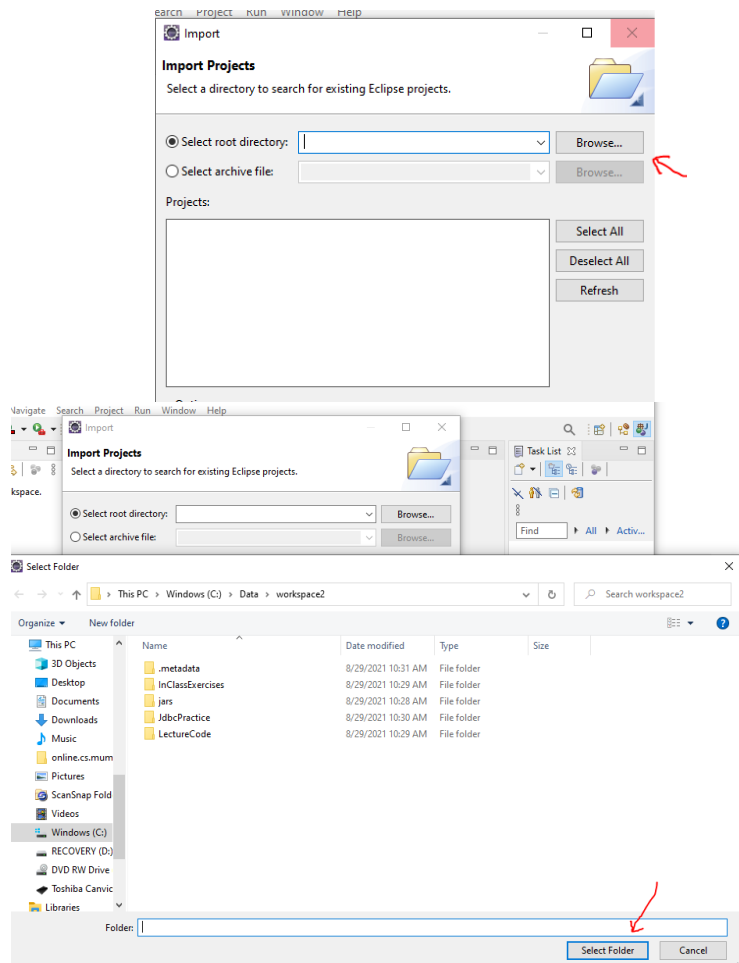 earch Project Run Window Help
Import
Import Projects
Select a directory to search for existing Eclipse projects.
Select root directory: Browse...
Select archive file: Browse...
Projects:
Select All
Deselect All
Refresh
Navigate Search Project Run Window Help
Import
Import Projects
Task List
Select a directory to search for existing Eclipse projects.
kspace.
Select root directory: Browse...
Find All Activ...
Select archive file: Browse...
Select Folder
This PC > Windows (C:) > Data > workspace2
Search workspace2
Organize New folder
This PC Name Date modified Type Size
3D Objects .metadata 8/29/2021 10:31 AM File folder
Desktop InClassExercises 8/29/2021 10:29 AM File folder
Documents jars 8/29/2021 10:28 AM File folder
Downloads JdbcPractice 8/29/2021 10:30 AM File folder
Music LectureCode 8/29/2021 10:29 AM File folder
online.cs.mum
Pictures
ScanSnap Fold
Videos
Windows (C:)
RECOVERY (D:)
DVD RW Drive
Toshiba Canvic
Libraries
Folder:
Select Folder Cancel